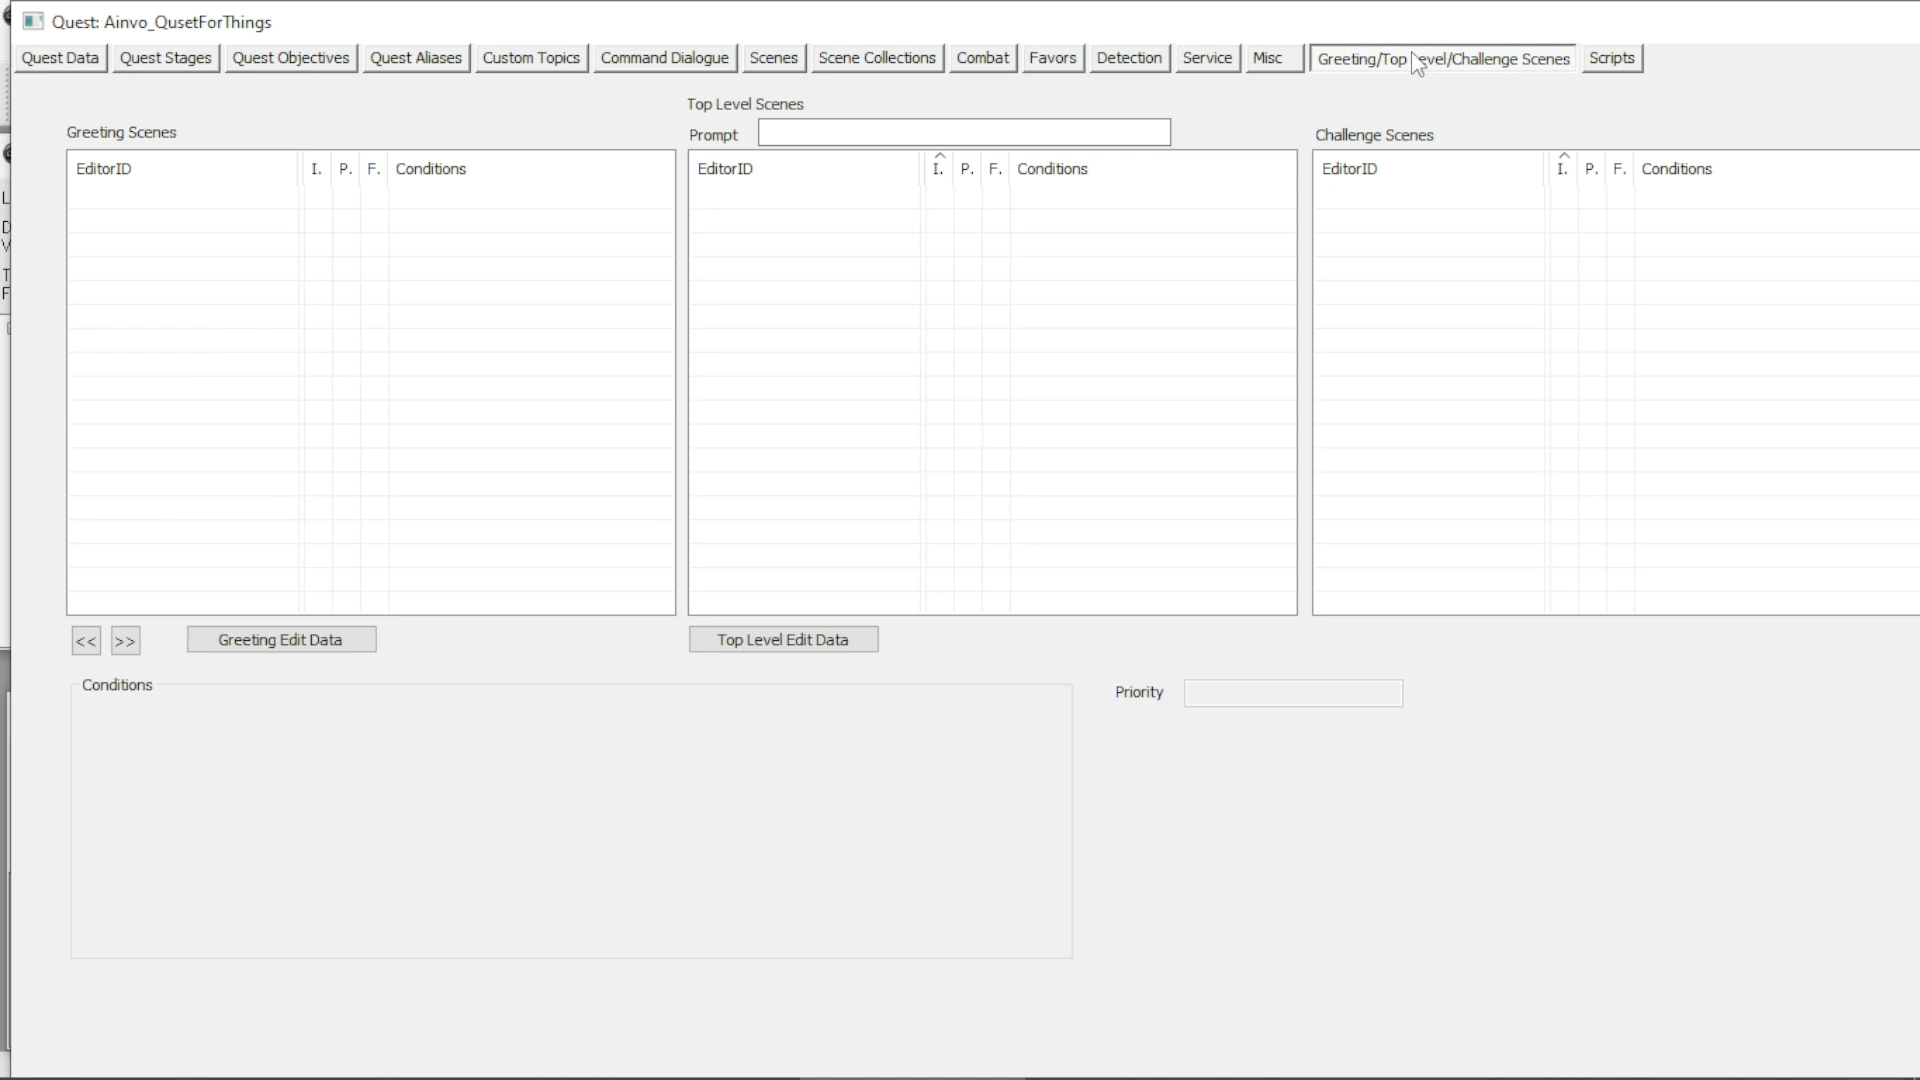 Quest: Ainvo_QusetForThings
Quest Data Quest Stages Quest Objectives Quest Aliases Custom Topics Command Dialogue Scenes Scene Collections Combat Favors Detection Service Misc Greeting/Top Level/Challenge Scenes Scripts
Top Level Scenes
Greeting Scenes Prompt Challenge Scenes
EditorID I. P. F. Conditions EditorID I. P. F. Conditions EditorID I. P. F. Conditions
<< >> Greeting Edit Data Top Level Edit Data
Conditions Priority